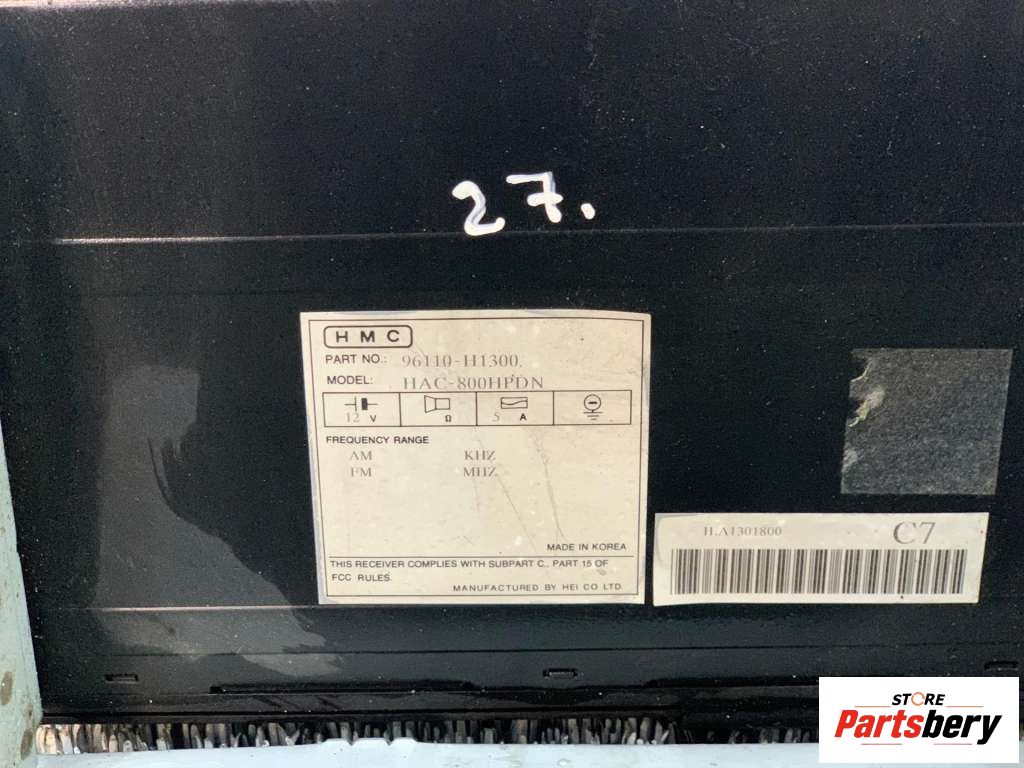 27.
HMC
PART NO.: 96110-H1300.
MODEL: HAC-800HPDN
12 V Ω 5 A
FREQUENCY RANGE
AM KHZ
FM MHZ
MADE IN KOREA
THIS RECEIVER COMPLIES WITH SUBPART C., PART 15 OF
FCC RULES.
MANUFACTURED BY HEI CO LTD.
H.A1301800 C7
STORE
Partsbery